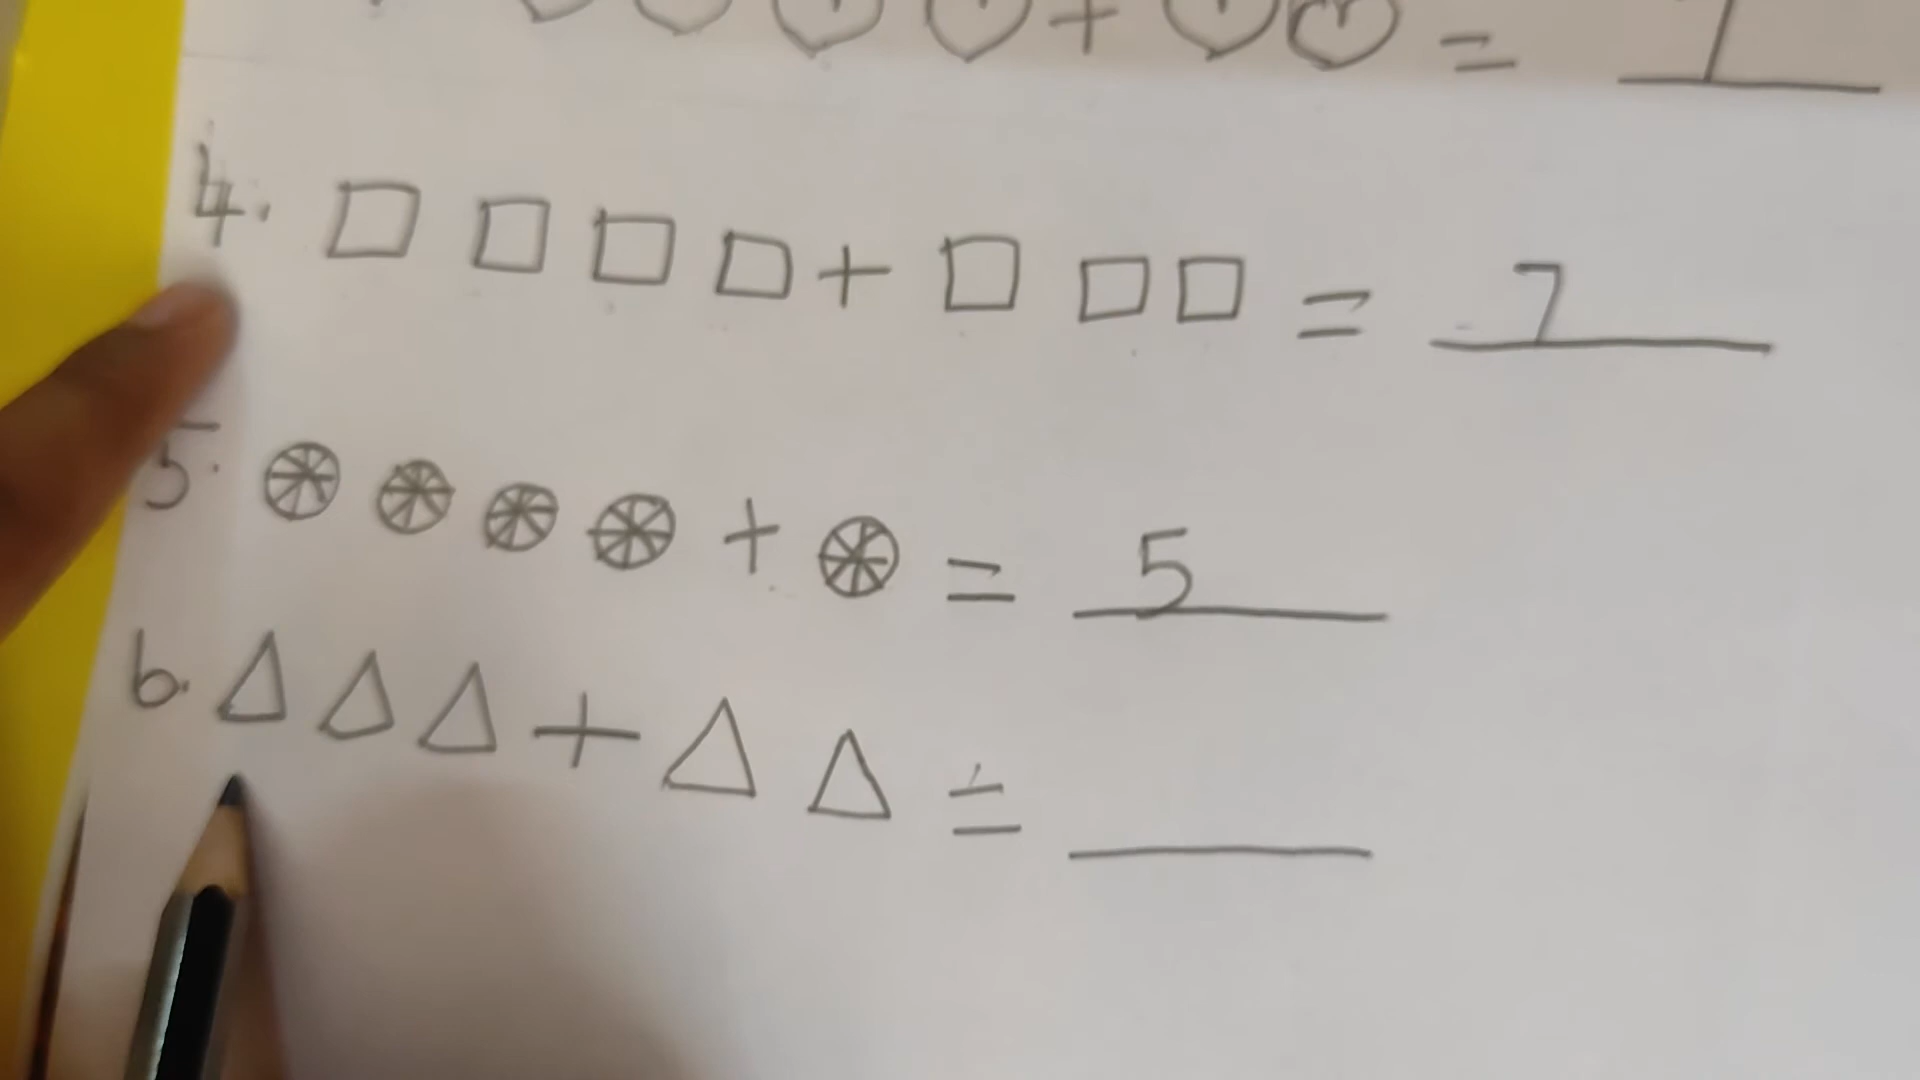 + =
4. □ □ □ □ + □ □ □ = 7
5. + = 5
6. △ △ △ + △ △ =